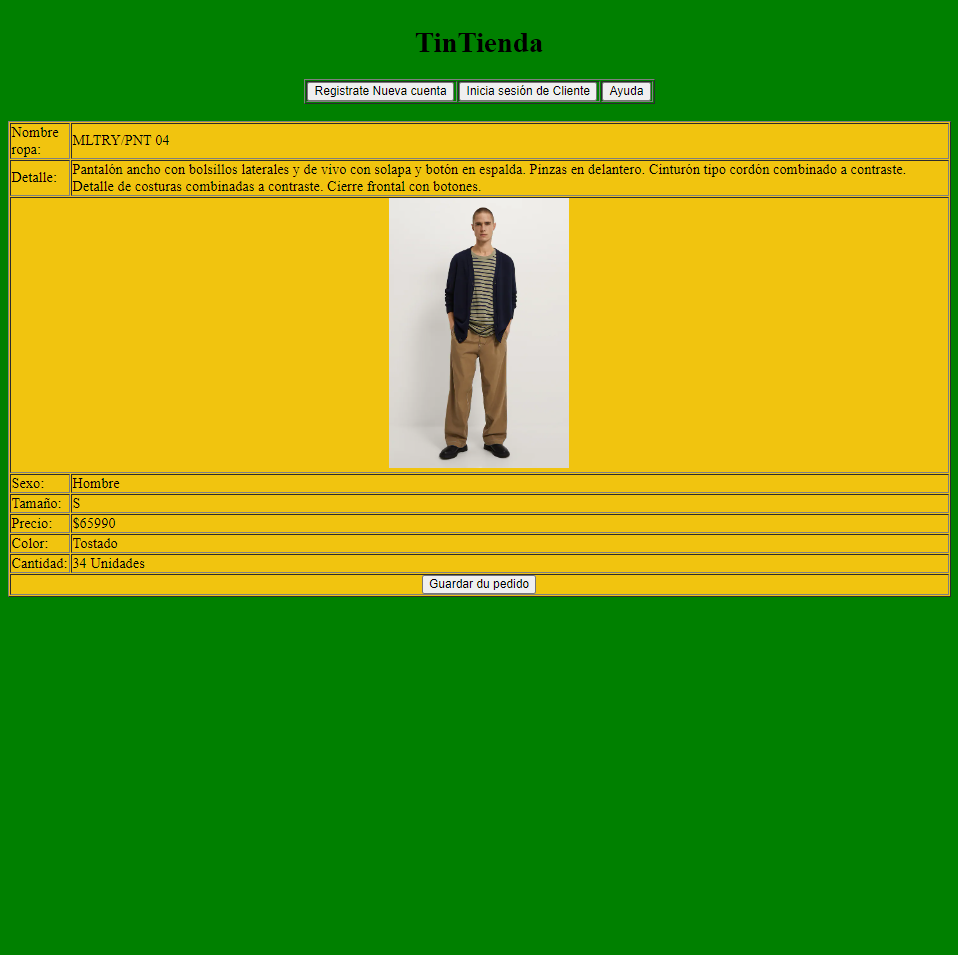 TinTienda
Registrate Nueva cuenta Inicia sesión de Cliente Ayuda
Nombre
ropa:
MLTRY/PNT 04
Detalle:
Pantalón ancho con bolsillos laterales y de vivo con solapa y botón en espalda. Pinzas en delantero. Cinturón tipo cordón combinado a contraste.
Detalle de costuras combinadas a contraste. Cierre frontal con botones.
Sexo: Hombre
Tamaño: S
Precio: $65990
Color: Tostado
Cantidad: 34 Unidades
Guardar du pedido